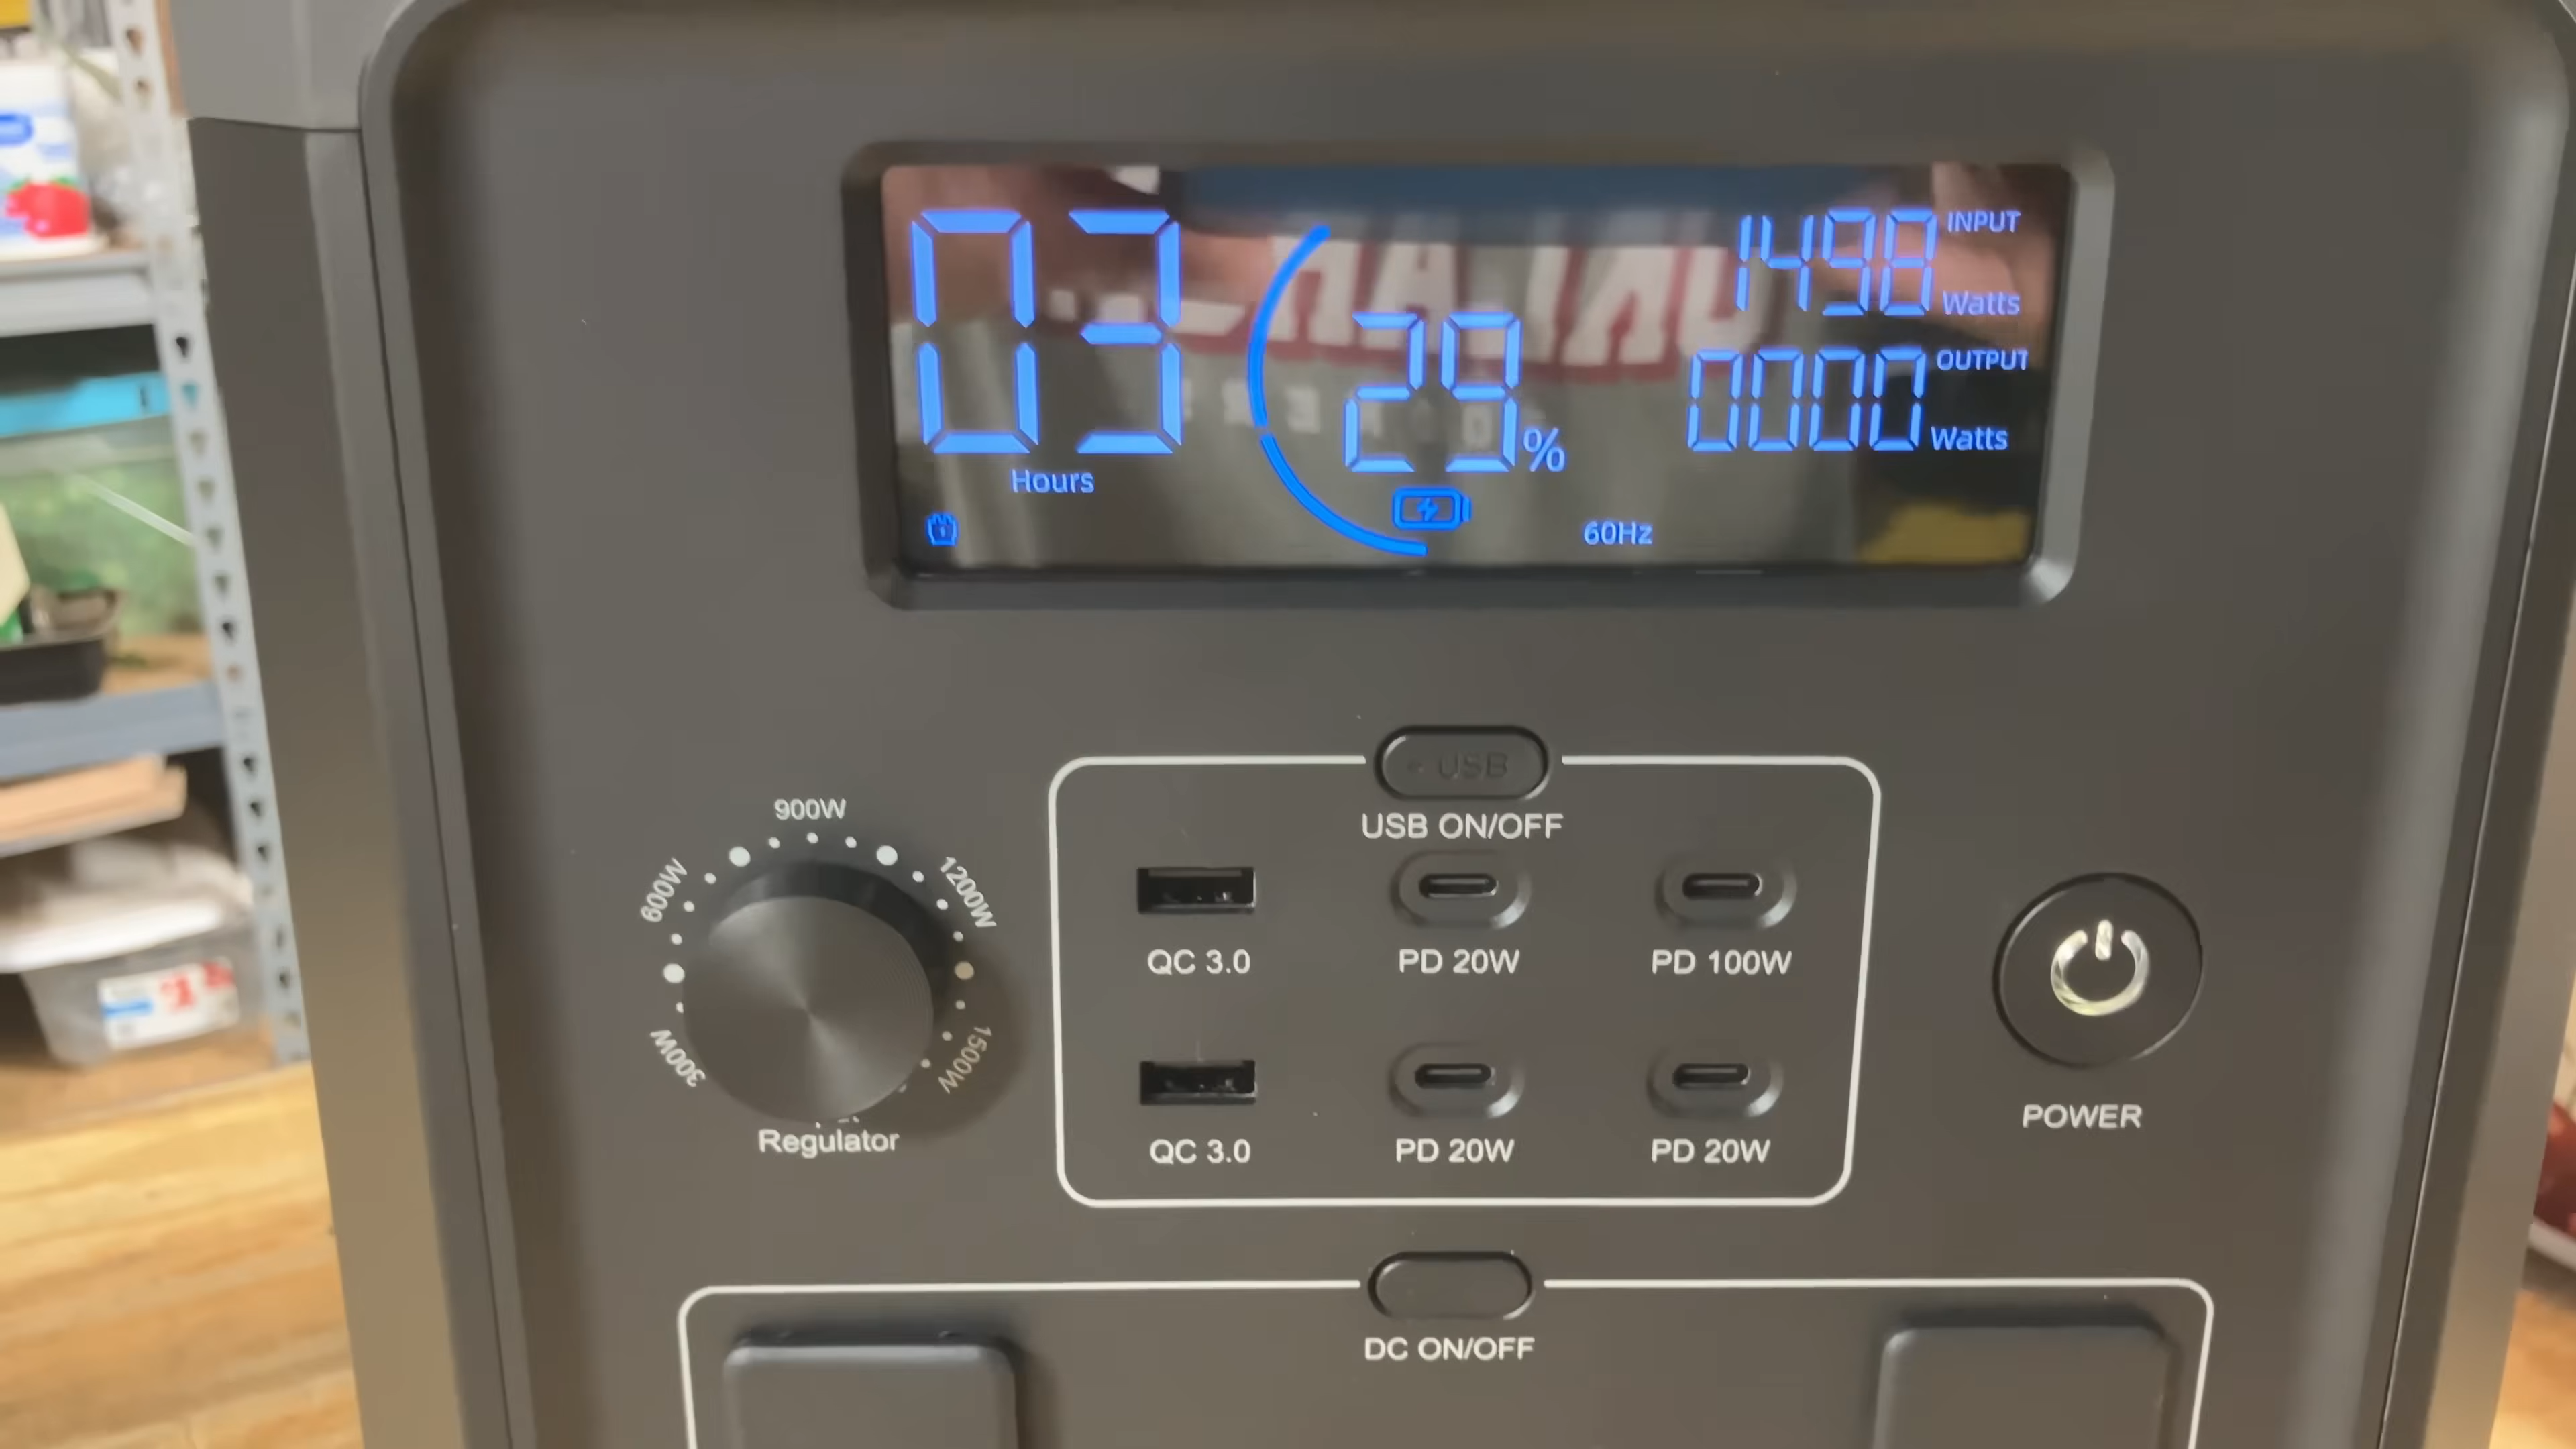 03
Hours
29%
1498 INPUT
Watts
0000 OUTPUT
Watts
60Hz
USB
USB ON/OFF
300W
600W
900W
1200W
1500W
Regulator
QC 3.0
PD 20W
PD 100W
QC 3.0
PD 20W
PD 20W
POWER
DC ON/OFF